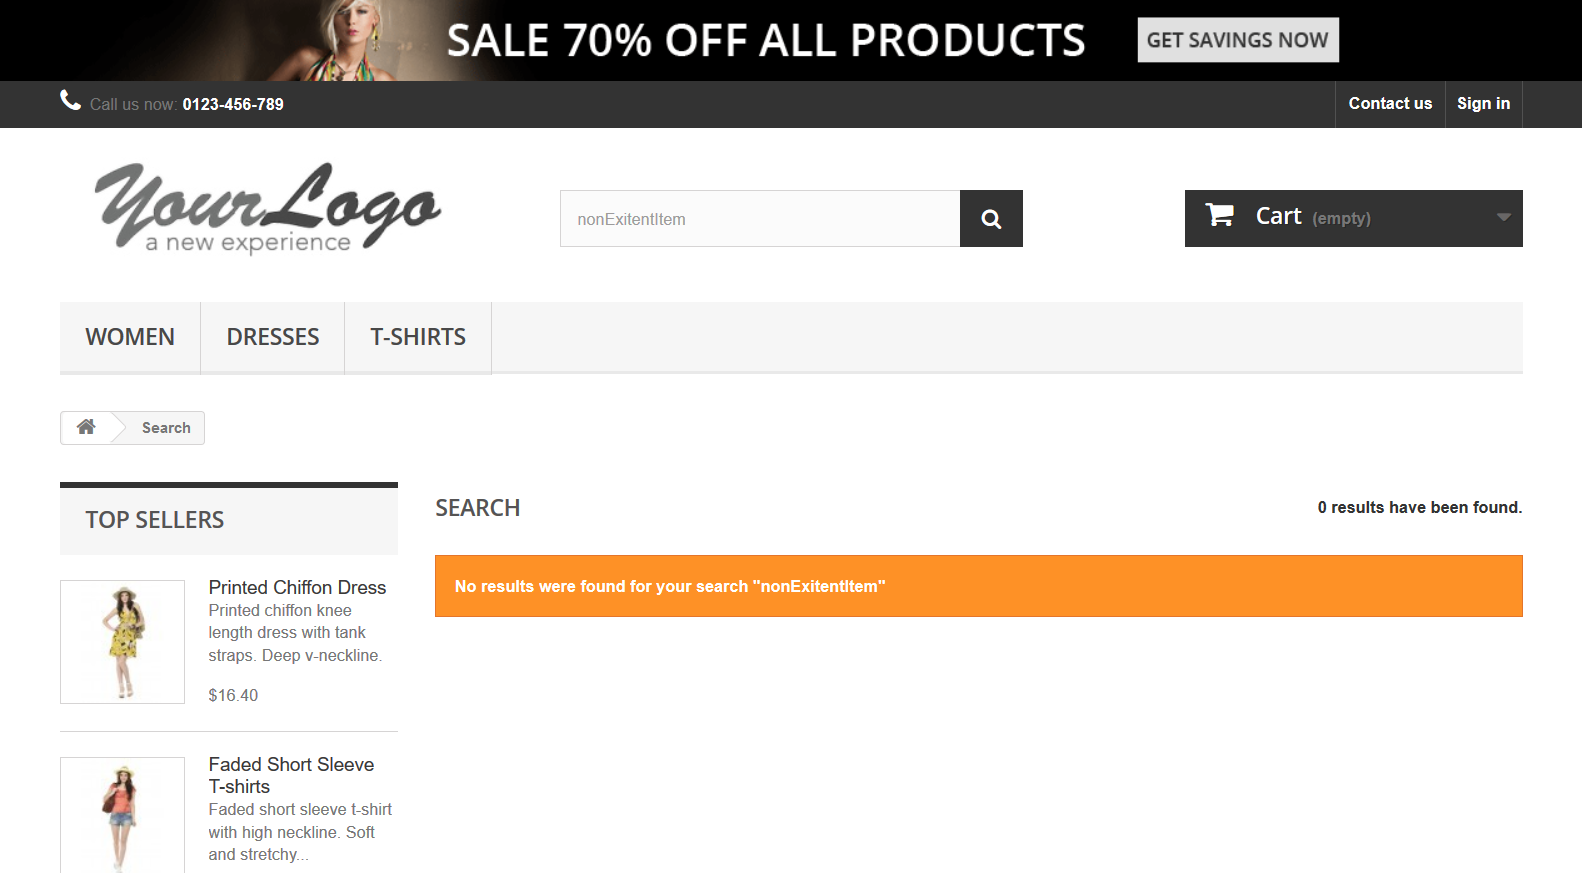 SALE 70% OFF ALL PRODUCTS
GET SAVINGS NOW
Call us now: 0123-456-789
Contact us
Sign in
YourLogo
a new experience
nonExitentItem
Cart (empty)
WOMEN
DRESSES
T-SHIRTS
Search
TOP SELLERS
Printed Chiffon Dress
Printed chiffon knee
length dress with tank
straps. Deep v-neckline.
$16.40
Faded Short Sleeve
T-shirts
Faded short sleeve t-shirt
with high neckline. Soft
and stretchy...
SEARCH
0 results have been found.
No results were found for your search "nonExitentItem"